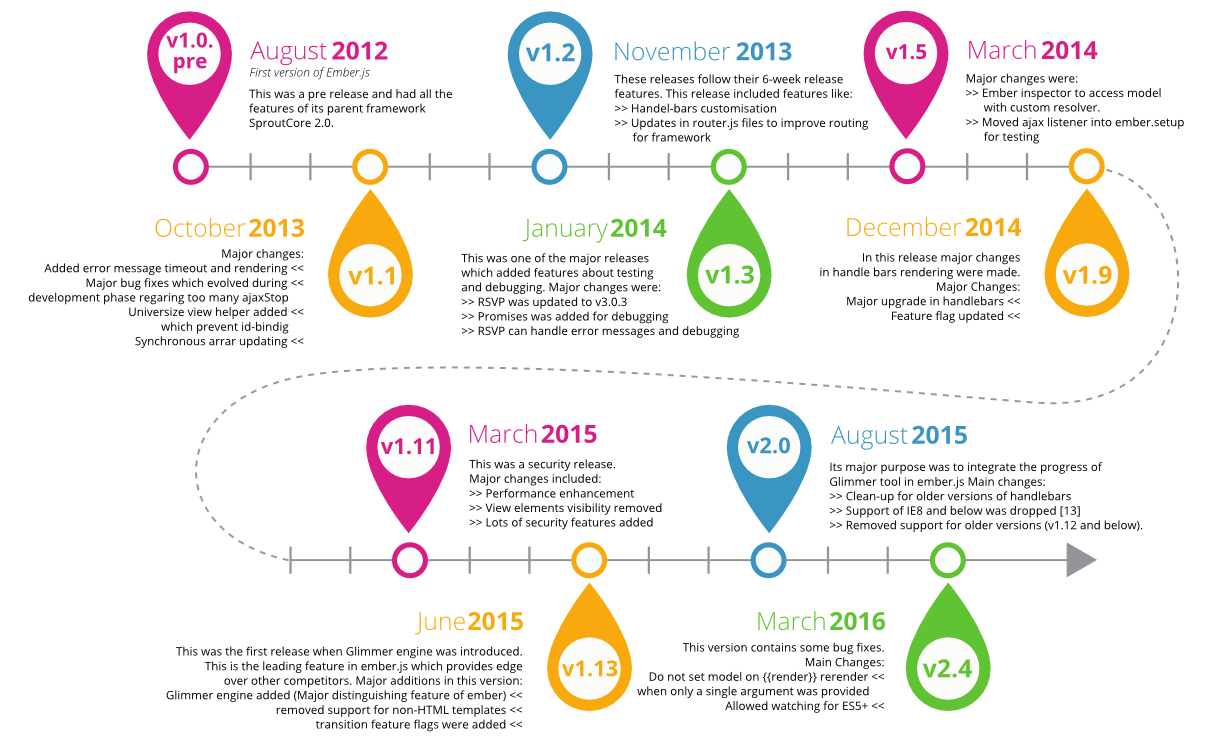 v1.0.
pre
August 2012
First version of Ember.js
This was a pre release and had all the
features of its parent framework
SproutCore 2.0.
v1.2
November 2013
These releases follow their 6-week release
features. This release included features like:
>> Handel-bars customisation
>> Updates in router.js files to improve routing
for framework
v1.5
March 2014
Major changes were:
>> Ember inspector to access model
with custom resolver.
>> Moved ajax listener into ember.setup
for testing
October 2013
Major changes:
Added error message timeout and rendering <<
Major bug fixes which evolved during <<
development phase regaring too many ajaxStop
Universize view helper added <<
which prevent id-bindig
Synchronous arrar updating <<
v1.1
January 2014
This was one of the major releases
which added features about testing
and debugging. Major changes were:
>> RSVP was updated to v3.0.3
>> Promises was added for debugging
>> RSVP can handle error messages and debugging
v1.3
December 2014
In this release major changes
in handle bars rendering were made.
Major Changes:
Major upgrade in handlebars <<
Feature flag updated <<
v1.9
v1.11
March 2015
This was a security release.
Major changes included:
>> Performance enhancement
>> View elements visibility removed
>> Lots of security features added
v2.0
August 2015
Its major purpose was to integrate the progress of
Glimmer tool in ember.js Main changes:
>> Clean-up for older versions of handlebars
>> Support of IE8 and below was dropped [13]
>> Removed support for older versions (v1.12 and below).
June 2015
This was the first release when Glimmer engine was introduced.
This is the leading feature in ember.js which provides edge
over other competitors. Major additions in this version:
Glimmer engine added (Major distinguishing feature of ember) <<
removed support for non-HTML templates <<
transition feature flags were added <<
v1.13
March 2016
This version contains some bug fixes.
Main Changes:
Do not set model on {{render}} rerender <<
when only a single argument was provided
Allowed watching for ES5+ <<
v2.4